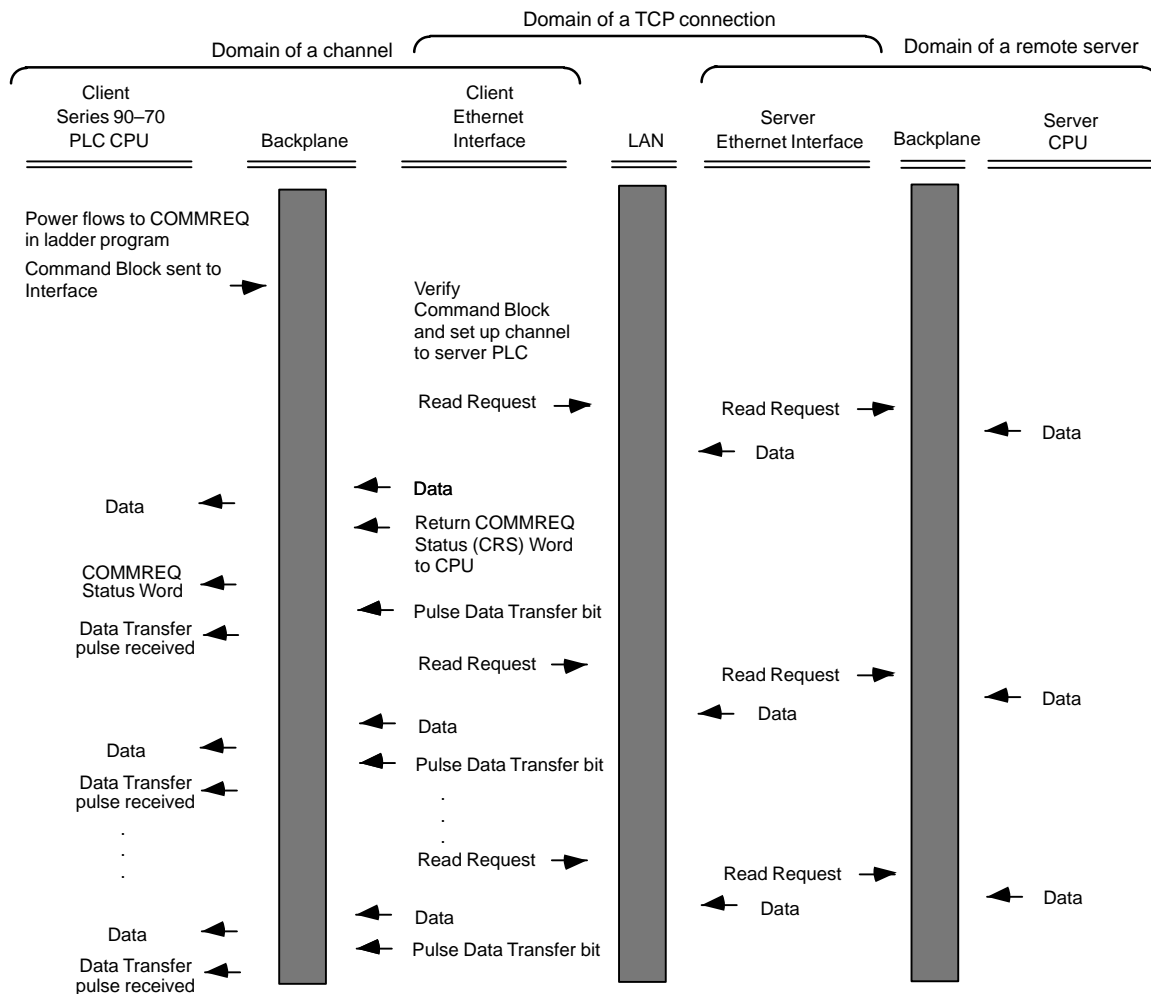 Domain of a TCP connection
Domain of a channel
Domain of a remote server
Client
Series 90–70
PLC CPU
Backplane
Client
Ethernet
Interface
LAN
Server
Ethernet Interface
Backplane
Server
CPU
Power flows to COMMREQ
in ladder program
Command Block sent to
Interface
Verify
Command Block
and set up channel
to server PLC
Read Request
Read Request
Data
Data
Data
Data
Return COMMREQ
Status (CRS) Word
to CPU
COMMREQ
Status Word
Pulse Data Transfer bit
Data Transfer
pulse received
Read Request
Read Request
Data
Data
Data
Data
Pulse Data Transfer bit
Data Transfer
pulse received
.
.
.
.
.
.
Read Request
Read Request
Data
Data
Data
Data
Pulse Data Transfer bit
Data Transfer
pulse received